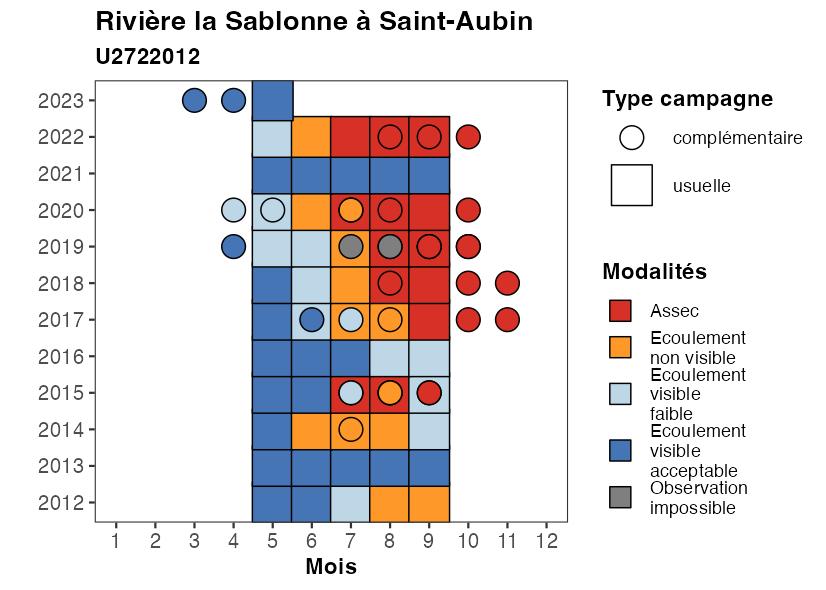 Rivière la Sablonne à Saint-Aubin
U2722012
2023
2022
2021
2020
2019
2018
2017
2016
2015
2014
2013
2012
1 2 3 4 5 6 7 8 9 10 11 12
Mois
Type campagne
complémentaire
usuelle
Modalités
Assec
Ecoulement
non visible
Ecoulement
visible
faible
Ecoulement
visible
acceptable
Observation
impossible